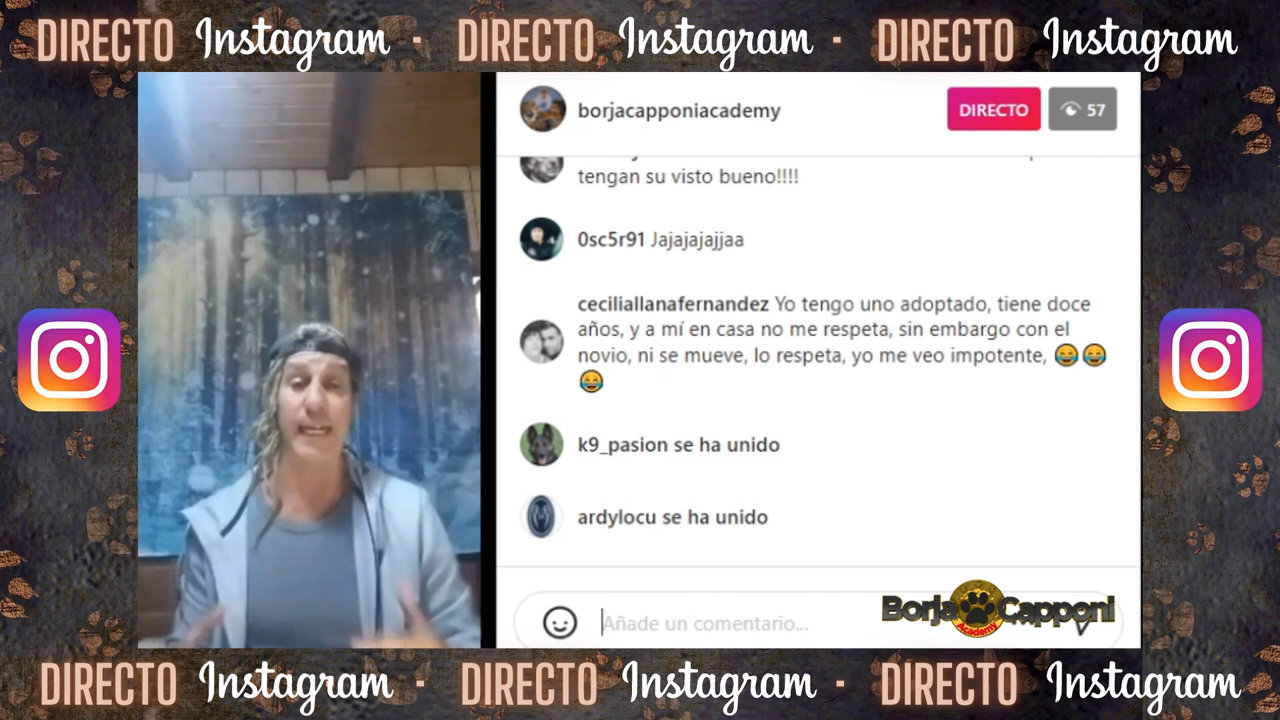 DIRECTO Instagram · DIRECTO Instagram · DIRECTO Instagram
borjacapponiacademy
DIRECTO
57
tengan su visto bueno!!!!
0sc5r91 Jajajajajjaa
ceciliallanafernandez Yo tengo uno adoptado, tiene doce
años, y a mí en casa no me respeta, sin embargo con el
novio, ni se mueve, lo respeta, yo me veo impotente, 😂😂
😂
k9_pasion se ha unido
ardylocu se ha unido
Añade un comentario...
Borja Capponi
Academy
DIRECTO Instagram · DIRECTO Instagram · DIRECTO Instagram